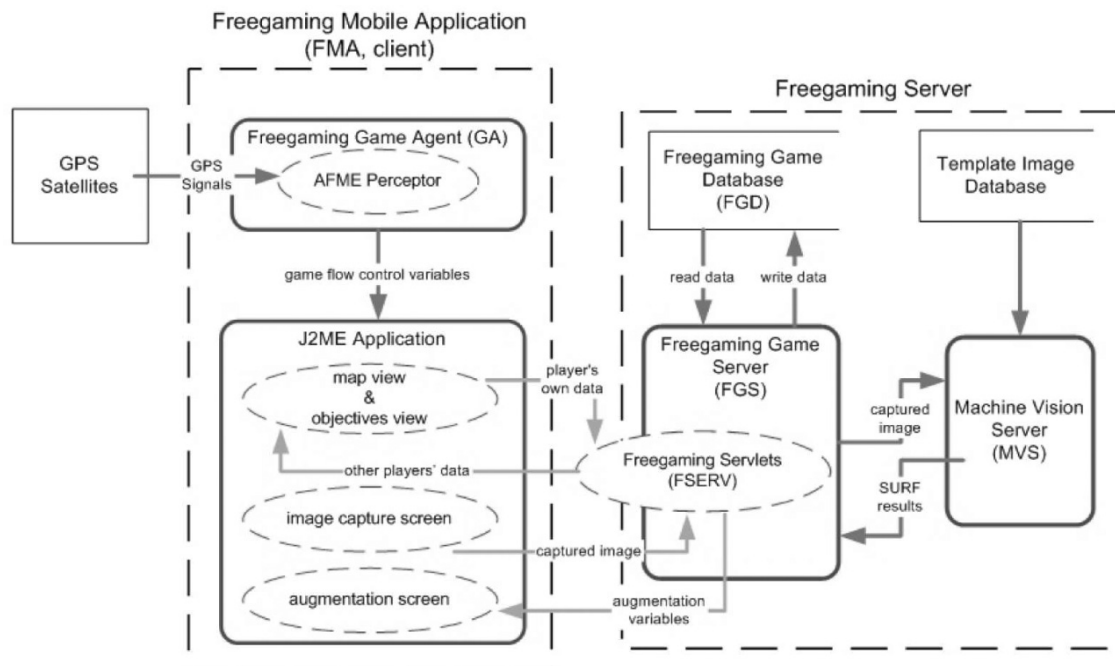 Freegaming Mobile Application
(FMA, client)
Freegaming Server
GPS
Satellites
GPS
Signals
Freegaming Game Agent (GA)
AFME Perceptor
game flow control variables
J2ME Application
map view
&
objectives view
player's
own data
other players' data
image capture screen
captured image
augmentation screen
augmentation
variables
Freegaming Game
Database
(FGD)
read data
write data
Freegaming Game
Server
(FGS)
Freegaming Servlets
(FSERV)
Template Image
Database
captured
image
Machine Vision
Server
(MVS)
SURF
results